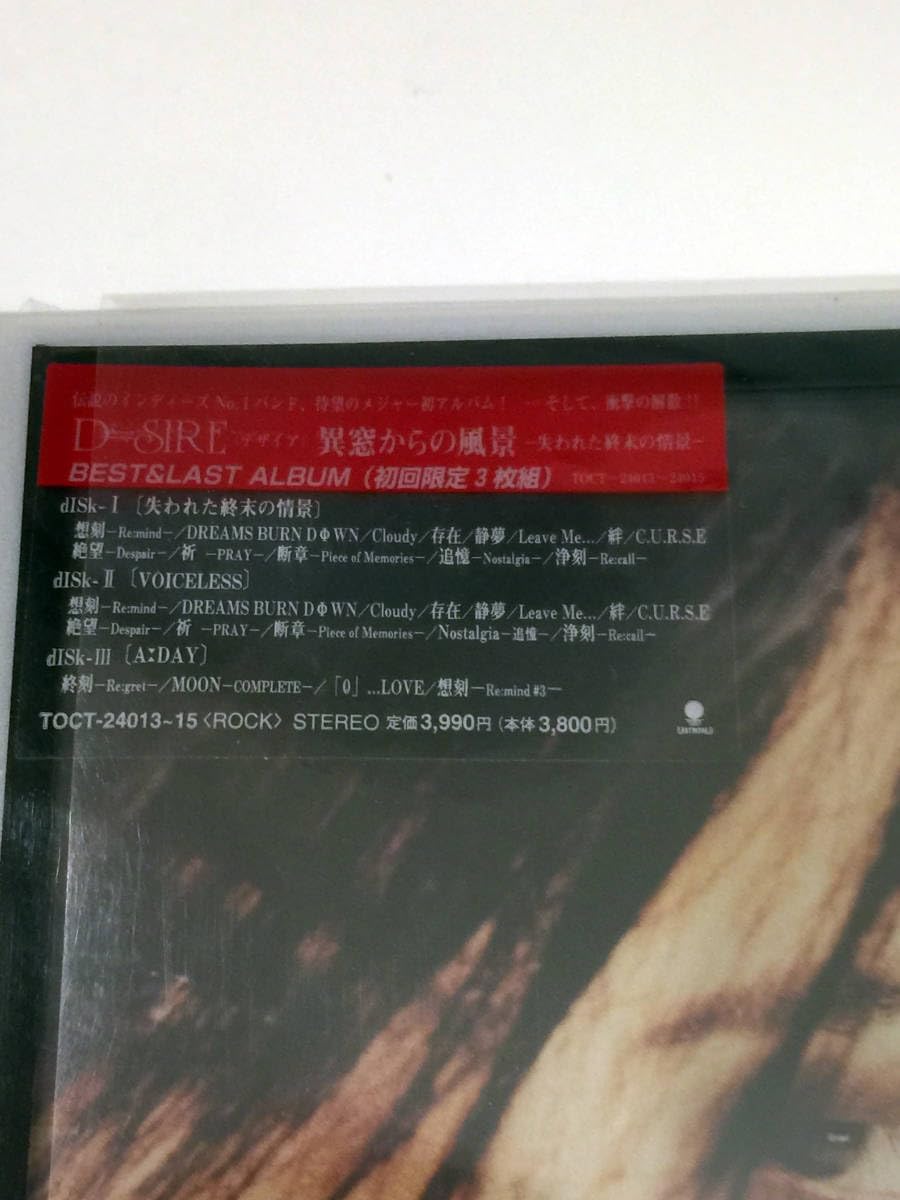 伝説のインディーズNo.1バンド、待望のメジャー初アルバム！ …そして、衝撃の解散!!
D≒SIRE -デザイア- 異窓からの風景 -失われた終末の情景-
BEST&LAST ALBUM（初回限定３枚組） TOCT-24013~24015
dISk-Ⅰ〔失われた終末の情景〕
想刻−Re:mind−/DREAMS BURN DΦWN/Cloudy/存在/静夢/Leave Me…/絆/C.U.R.S.E
絶望−Despair−/祈 −PRAY−/断章−Piece of Memories−/追憶−Nostalgia−/浄刻−Re:call−
dISk-Ⅱ〔VOICELESS〕
想刻−Re:mind−/DREAMS BURN DΦWN/Cloudy/存在/静夢/Leave Me…/絆/C.U.R.S.E
絶望−Despair−/祈 −PRAY−/断章−Piece of Memories−/Nostalgia−追憶−/浄刻−Re:call−
dISk-Ⅲ〔A:DAY〕
終刻−Re:gret−/MOON−COMPLETE−/「0」…LOVE/想刻−Re:mind #3−
TOCT-24013~15〈ROCK〉 STEREO 定価3,990円（本体3,800円）
EASTWORLD